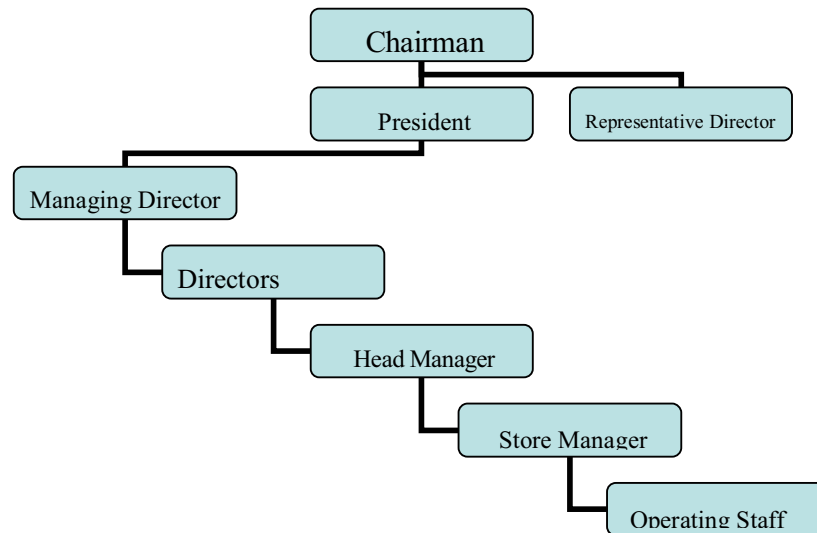 Chairman
President
Representative Director
Managing Director
Directors
Head Manager
Store Manager
Operating Staff